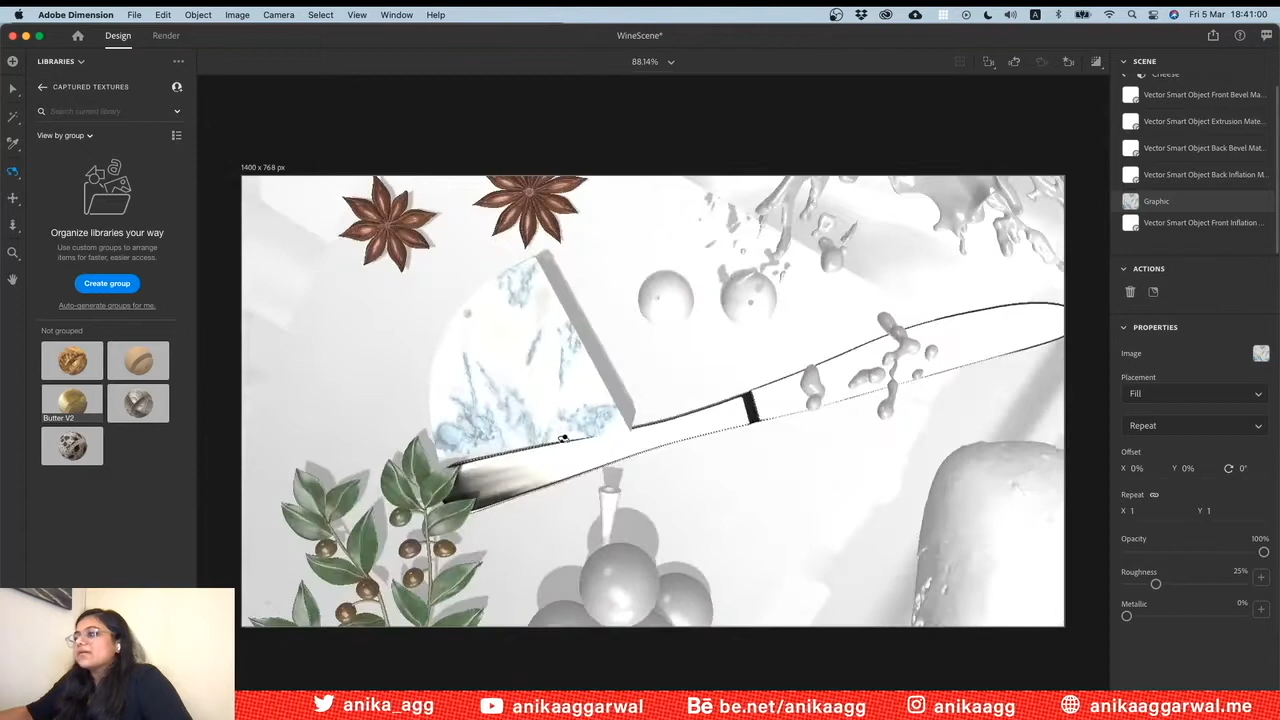 Adobe Dimension File Edit Object Image Camera Select View Window Help
A
Fri 5 Mar 18:41:00
Design Render
WineScene*
LIBRARIES
88.14%
SCENE
CAPTURED TEXTURES
Cheese
Vector Smart Object Front Bevel Ma...
Search current library
Vector Smart Object Extrusion Mate...
View by group
Vector Smart Object Back Bevel Mat...
1400 x 768 px
Vector Smart Object Back Inflation M...
Graphic
Vector Smart Object Front Inflation ...
Organize libraries your way
Use custom groups to arrange
items for faster, easier access.
Create group
Auto-generate groups for me.
Not grouped
Butter V2
ACTIONS
PROPERTIES
Image
Placement
Fill
Repeat
Offset
X 0% Y 0% 0°
Repeat
X 1 Y 1
Opacity 100%
Roughness 25%
Metallic 0%
anika_agg anikaaggarwal Bē be.net/anikaagg anikaagg anikaaggarwal.me